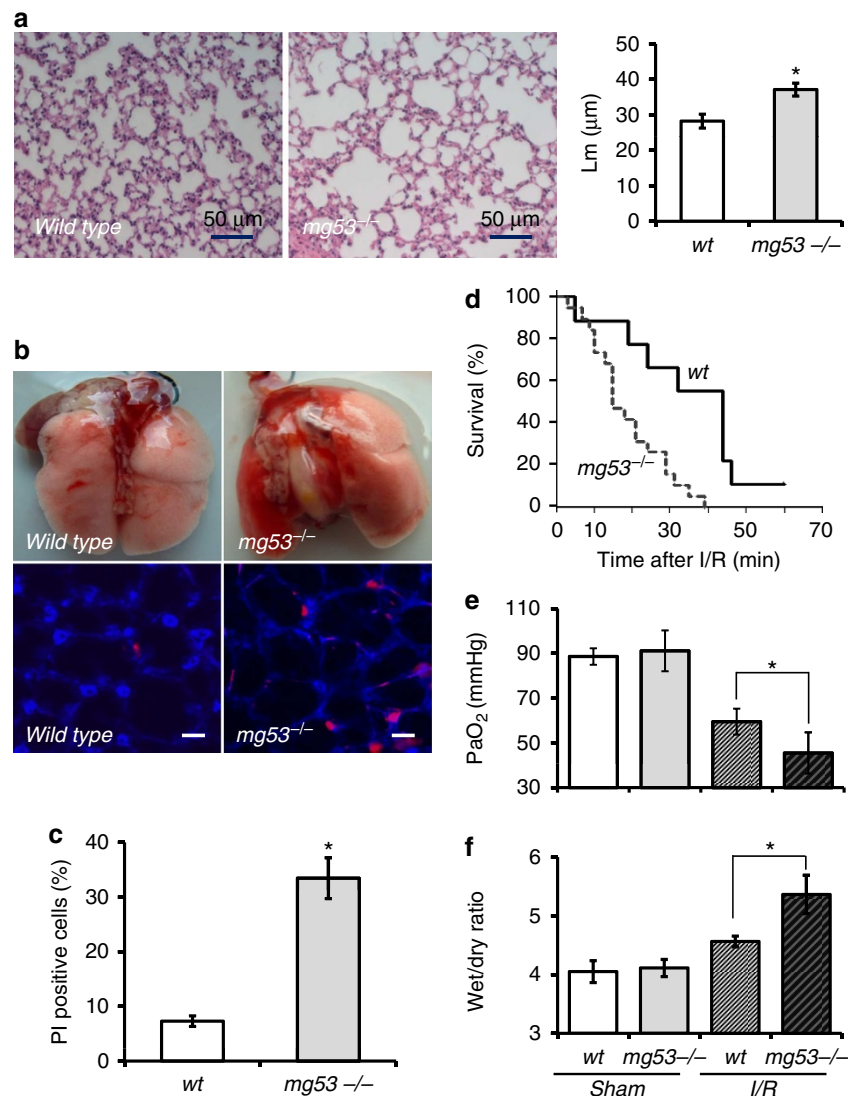 a
Wild type
50 μm
mg53–/–
50 μm
50
40
30
20
10
0
Lm (μm)
*
wt
mg53 –/–
b
Wild type
mg53–/–
Wild type
mg53–/–
c
40
30
20
10
0
PI positive cells (%)
*
wt
mg53 –/–
d
100
80
60
40
20
0
Survival (%)
wt
mg53–/–
0
10
30
50
70
Time after I/R (min)
e
110
90
70
50
30
PaO2 (mmHg)
*
f
6
5
4
3
Wet/dry ratio
*
wt
mg53–/–
wt
mg53–/–
Sham
I/R